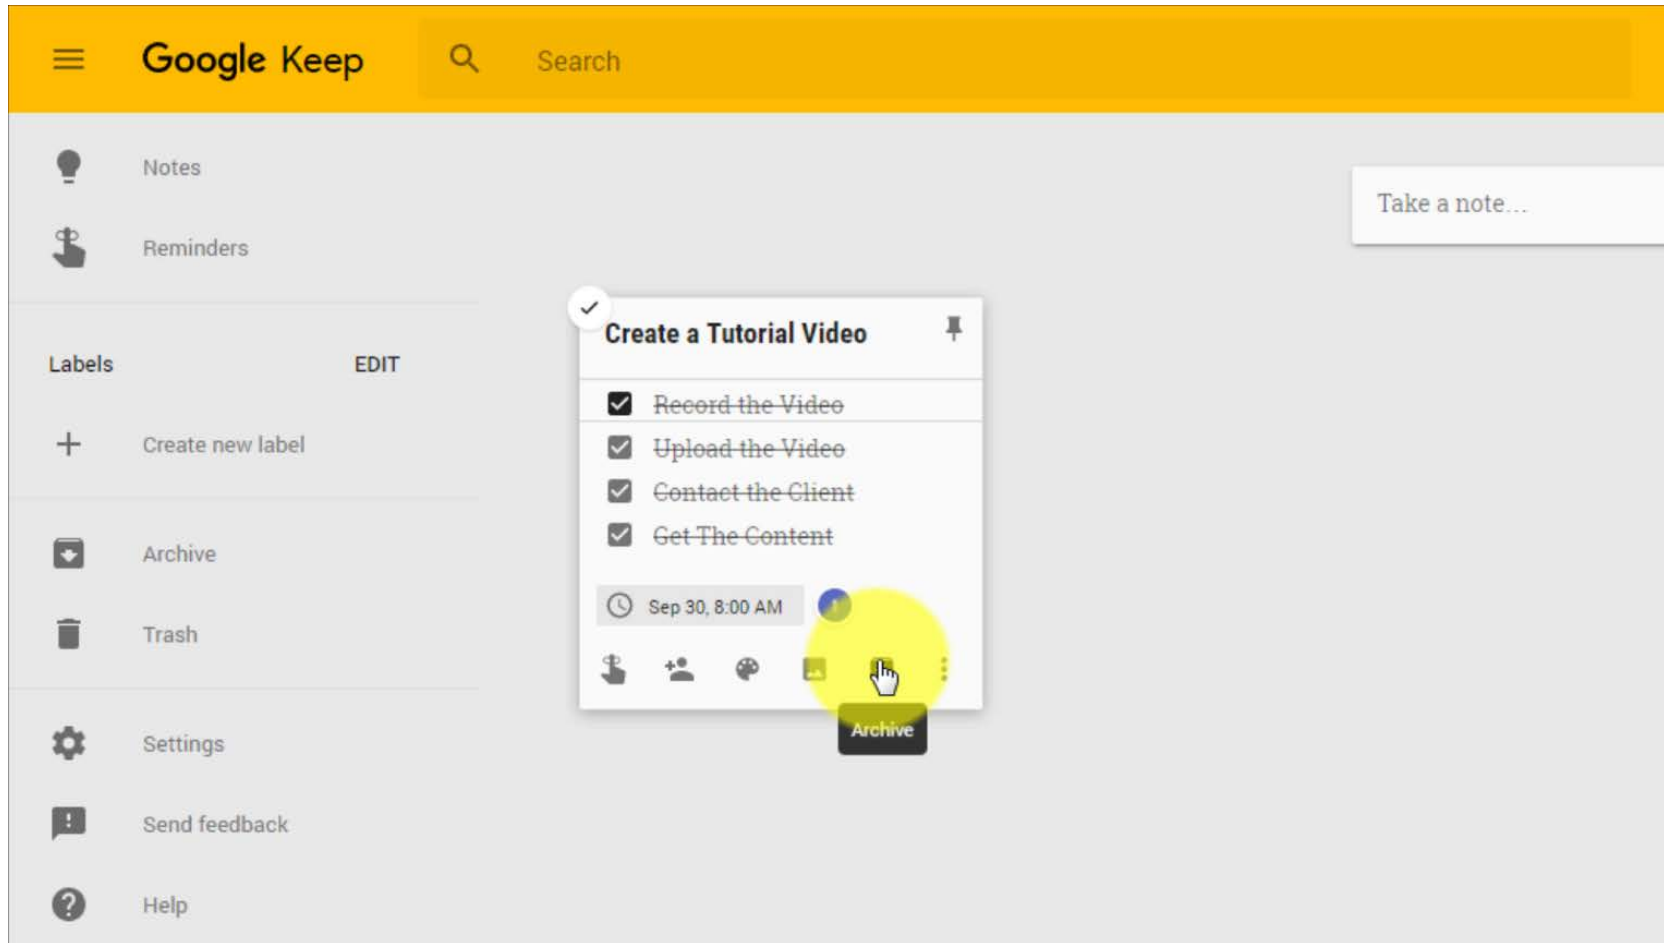 Google Keep
Search
Notes
Reminders
Labels
EDIT
Create new label
Archive
Trash
Settings
Send feedback
Help
Take a note...
Create a Tutorial Video
Record the Video
Upload the Video
Contact the Client
Get The Content
Sep 30, 8:00 AM
Archive